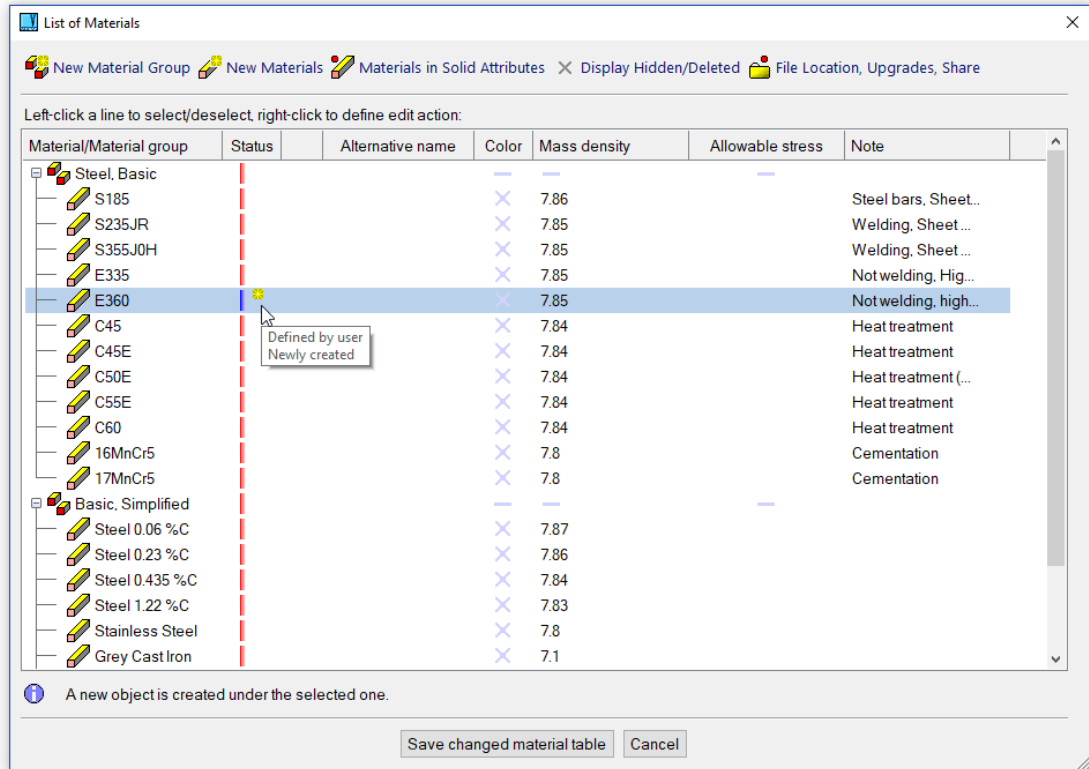 List of Materials
New Material Group New Materials Materials in Solid Attributes Display Hidden/Deleted File Location, Upgrades, Share
Left-click a line to select/deselect, right-click to define edit action:
Material/Material group Status Alternative name Color Mass density Allowable stress Note
Steel, Basic
S185 7.86 Steel bars, Sheet...
S235JR 7.85 Welding, Sheet ...
S355J0H 7.85 Welding, Sheet ...
E335 7.85 Not welding, Hig...
E360 7.85 Not welding, high...
C45 7.84 Heat treatment
Defined by user
Newly created
C45E 7.84 Heat treatment
C50E 7.84 Heat treatment (...
C55E 7.84 Heat treatment
C60 7.84 Heat treatment
16MnCr5 7.8 Cementation
17MnCr5 7.8 Cementation
Basic, Simplified
Steel 0.06 %C 7.87
Steel 0.23 %C 7.86
Steel 0.435 %C 7.84
Steel 1.22 %C 7.83
Stainless Steel 7.8
Grey Cast Iron 7.1
A new object is created under the selected one.
Save changed material table Cancel